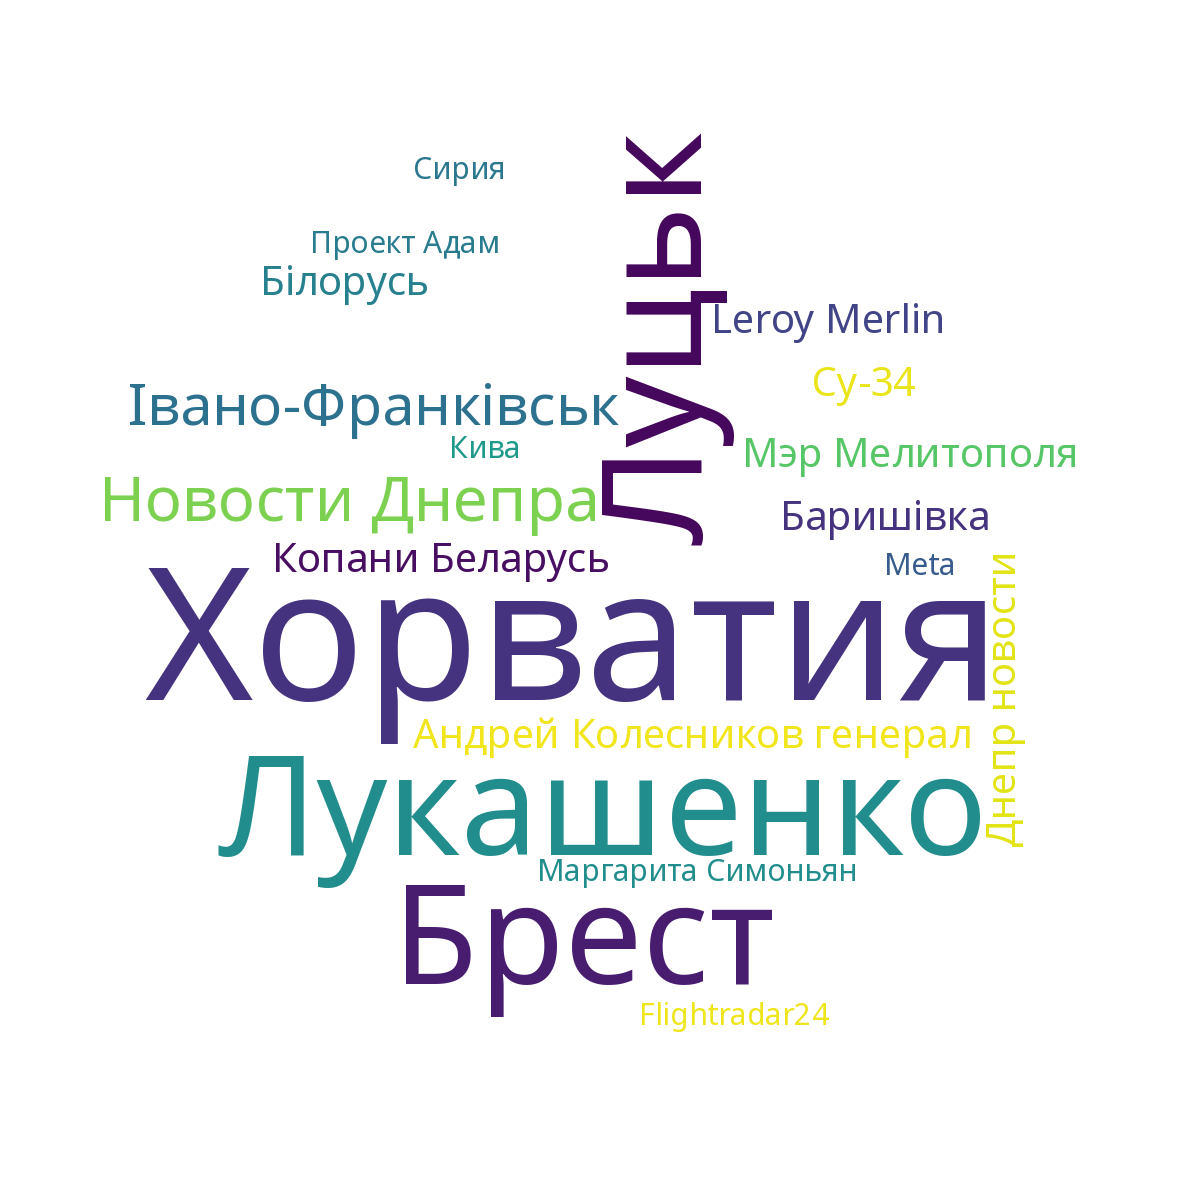 Сирия
Проект Адам
Білорусь
Луцьк
Leroy Merlin
Су-34
Івано-Франківськ
Кива
Мэр Мелитополя
Новости Днепра
Баришівка
Копани Беларусь
Meta
Днепр новости
Хорватия
Андрей Колесников генерал
Лукашенко
Маргарита Симоньян
Брест
Flightradar24